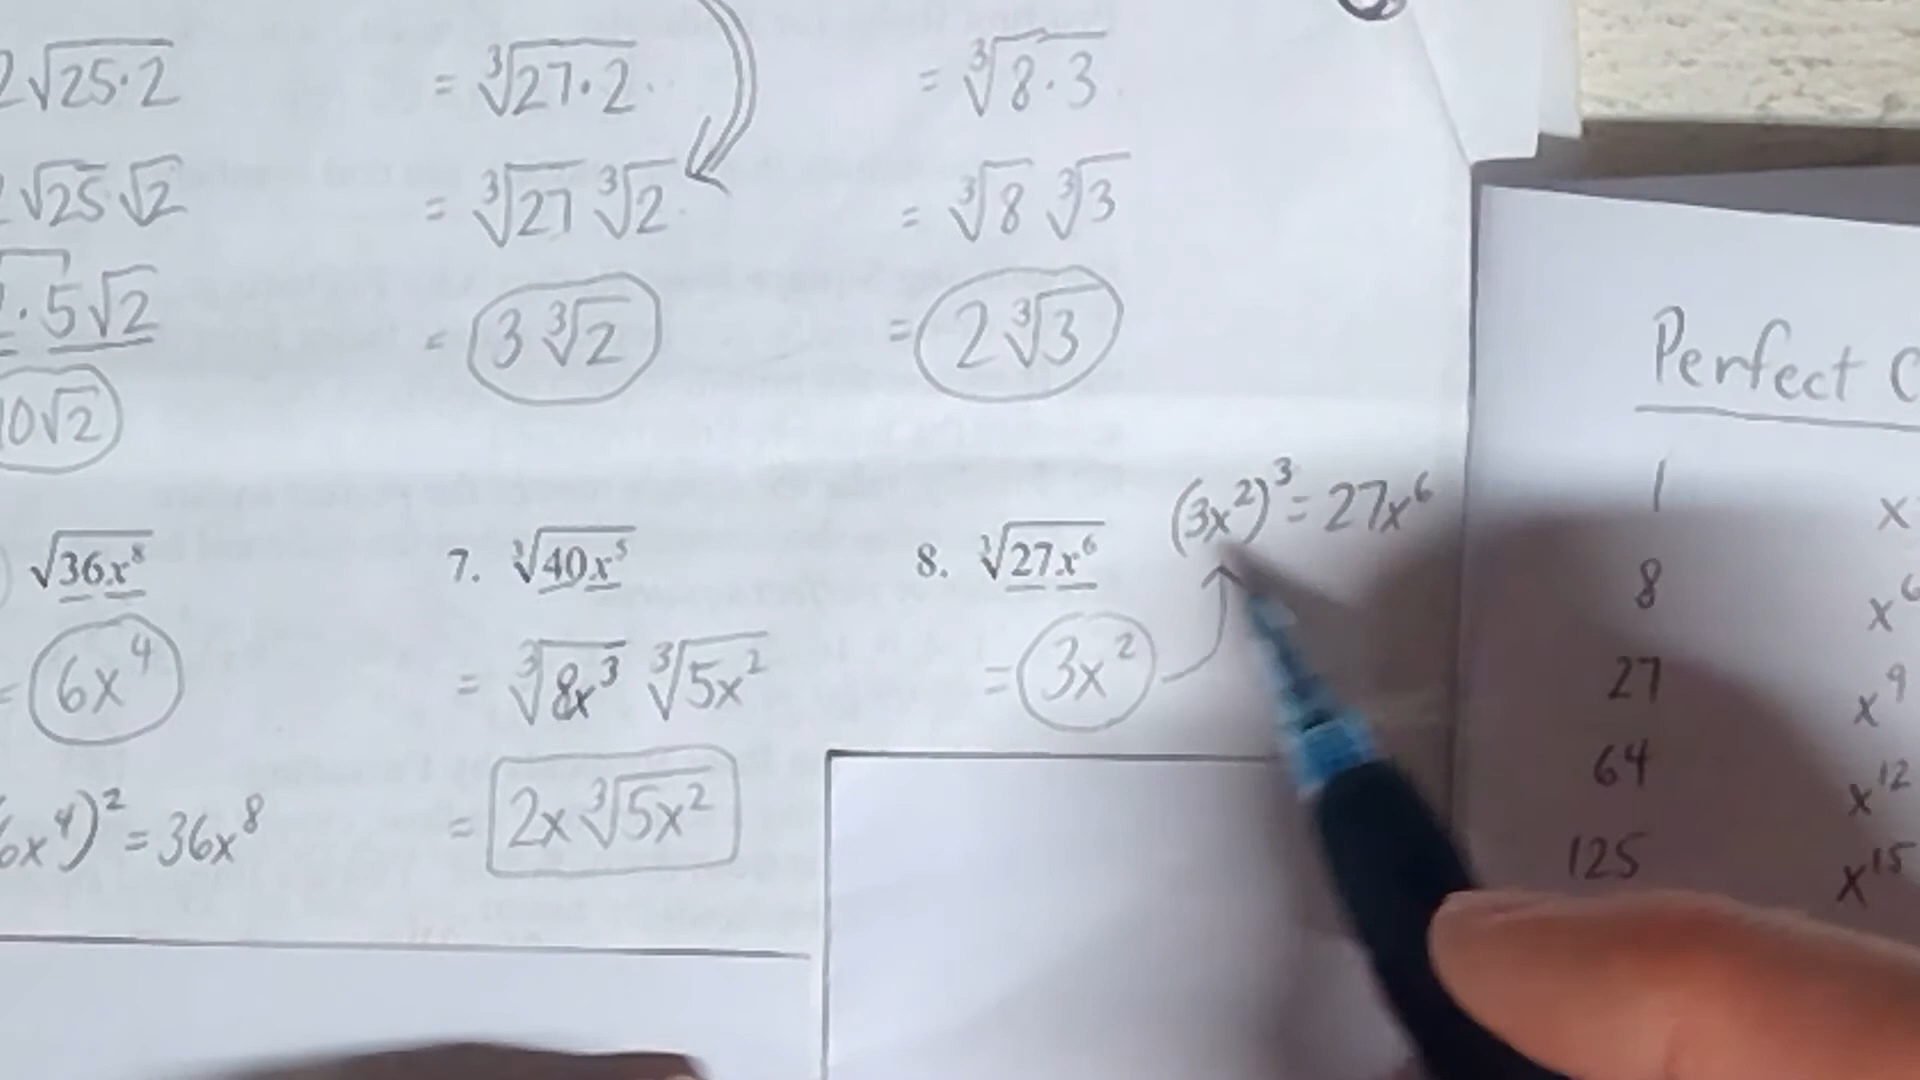 2√25·2
2√25 √2
2·5√2
10√2
= ∛27·2
= ∛27 ∛2
= 3 ∛2
= ∛8·3
= ∛8 ∛3
= 2 ∛3
√36x⁸
= 6x⁴
(6x⁴)² = 36x⁸
7. ∛40x⁵
= ∛8x³ ∛5x²
= 2x ∛5x²
8. ∛27x⁶
= 3x²
(3x²)³ = 27x⁶
Perfect
1
8 x⁶
27 x⁹
64 x¹²
125 x¹⁵